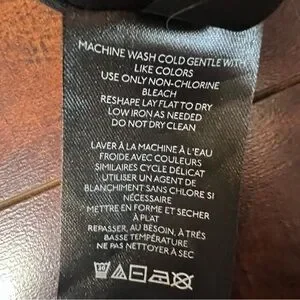 MACHINE WASH COLD GENTLE WITH
LIKE COLORS
USE ONLY NON-CHLORINE
BLEACH
RESHAPE LAY FLAT TO DRY
LOW IRON AS NEEDED
DO NOT DRY CLEAN
LAVER À LA MACHINE À L'EAU
FROIDE AVEC COULEURS
SIMILAIRES CYCLE DÉLICAT
UTILISER UN AGENT DE
BLANCHIMENT SANS CHLORE SI
NÉCESSAIRE
METTRE EN FORME ET SECHER
À PLAT
REPASSER, AU BESOIN, À TRÈS
BASSE TEMPÉRATURE
NE PAS NETTOYER À SEC